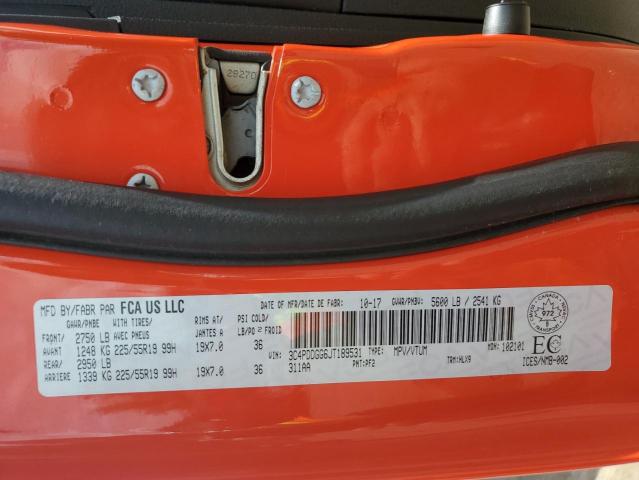 28270
MFD BY/FABR PAR FCA US LLC
DATE OF MFR/DATE DE FABR: 10-17 GVWR/PNBV: 5600 LB / 2541 KG
GAWR/PNBE WITH TIRES/ RIMS AT/ PSI COLD/
FRONT/ 2750 LB AVEC PNEUS JANTES A LB/PO 2 FROID
AVANT 1248 KG 225/55R19 99H 19X7.0 36
REAR/ 2950 LB
ARRIERE 1339 KG 225/55R19 99H 19X7.0 36
VIN: 3C4PDDGG6JT189531 TYPE: MPV/VTUM MDH: 102101
311AA PNT: PF2 TRM: HLX9
CANADA
972
TRANSPORT
EC
ICES/NMB-002